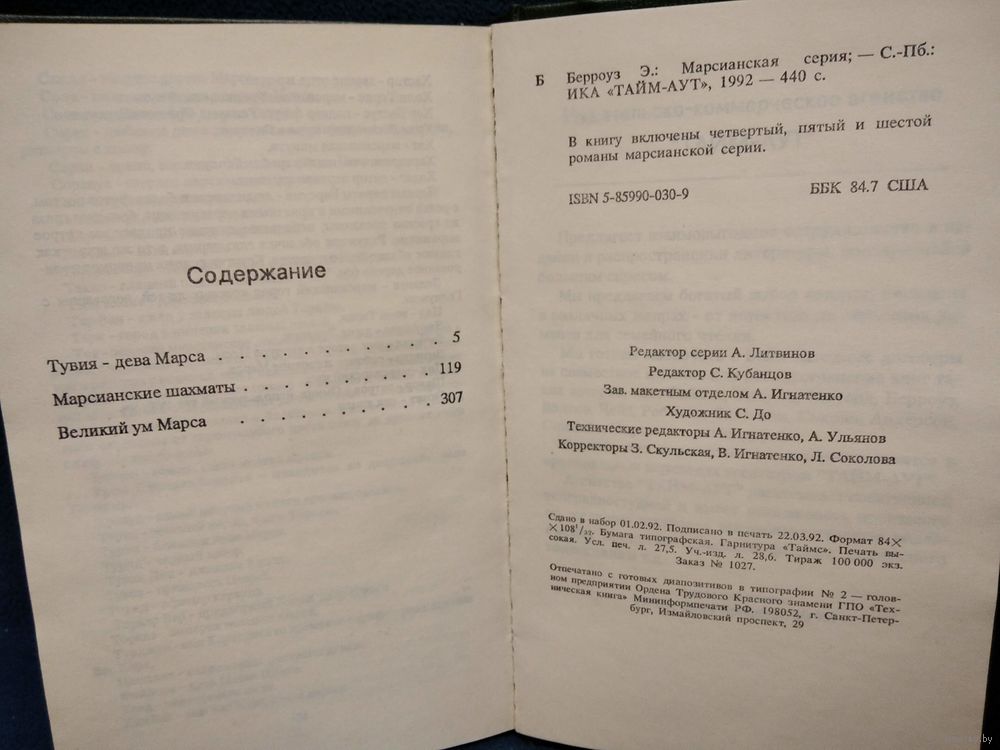 Содержание
Тувия - дева Марса . . . . . . . . . . . 5
Марсианские шахматы . . . . . . . . . . 119
Великий ум Марса . . . . . . . . . . 307
Б Берроуз Э.: Марсианская серия; — С.-Пб.:
ИКА «ТАЙМ-АУТ», 1992 — 440 с.
В книгу включены четвертый, пятый и шестой
романы марсианской серии.
ISBN 5-85990-030-9 ББК 84.7 США
Редактор серии А. Литвинов
Редактор С. Кубанцов
Зав. макетным отделом А. Игнатенко
Художник С. До
Технические редакторы А. Игнатенко, А. Ульянов
Корректоры З. Скульская, В. Игнатенко, Л. Соколова
Сдано в набор 01.02.92. Подписано в печать 22.03.92. Формат 84×
×108¹/₃₂. Бумага типографская. Гарнитура «Таймс». Печать вы-
сокая. Усл. печ. л. 27,5. Уч.-изд. л. 28,6. Тираж 100 000 экз.
Заказ № 1027.
Отпечатано с готовых диапозитивов в типографии № 2 — голов-
ном предприятии Ордена Трудового Красного знамени ГПО «Тех-
ническая книга» Мининформпечати РФ. 198052, г. Санкт-Петер-
бург, Измайловский проспект, 29